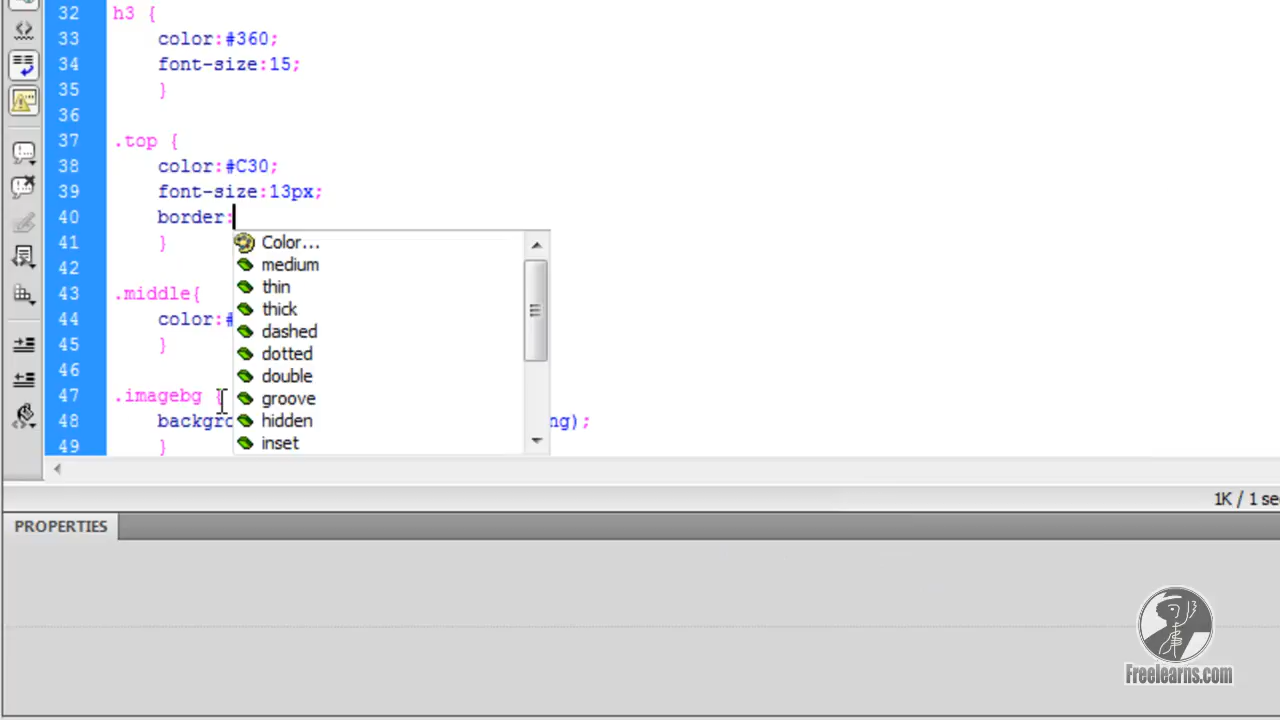 32 h3 {
33 color:#360;
34 font-size:15;
35 }
36
37 .top {
38 color:#C30;
39 font-size:13px;
40 border:
41 }
42
43 .middle{
44 color:#
45 }
46
47 .imagebg {
48 backgro ng);
49 }
Color...
medium
thin
thick
dashed
dotted
double
groove
hidden
inset
1K / 1 se
PROPERTIES
Freelearns.com